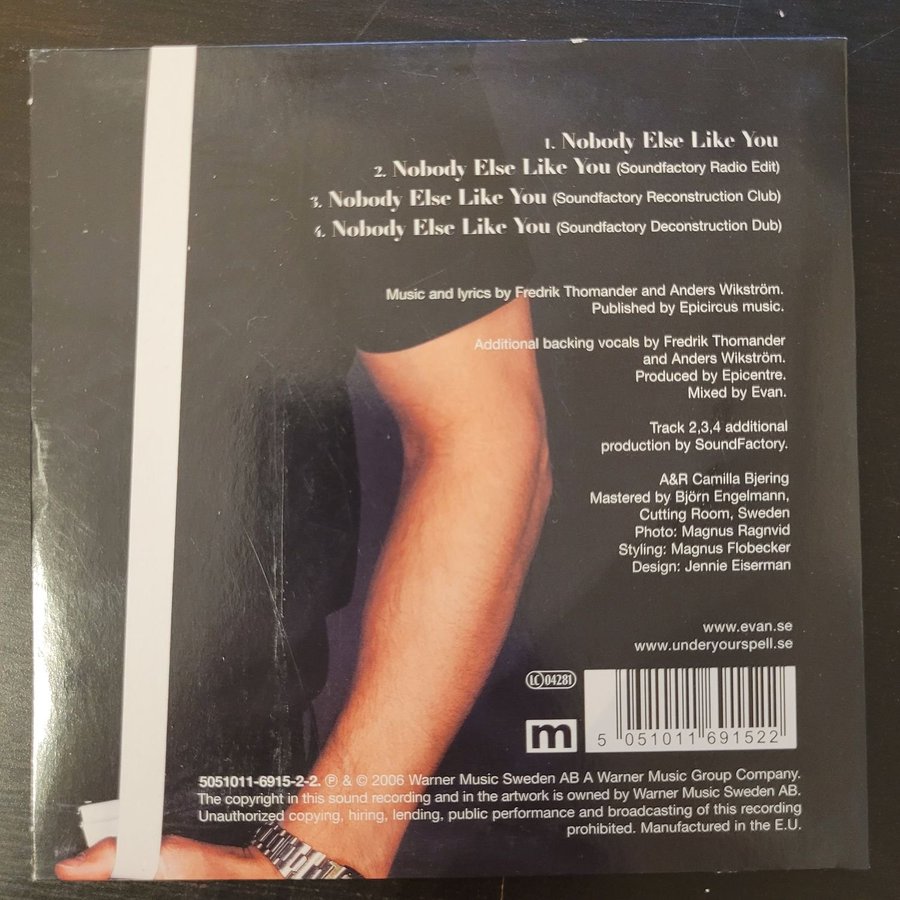 1. Nobody Else Like You
2. Nobody Else Like You (Soundfactory Radio Edit)
3. Nobody Else Like You (Soundfactory Reconstruction Club)
4. Nobody Else Like You (Soundfactory Deconstruction Dub)
Music and lyrics by Fredrik Thomander and Anders Wikström.
Published by Epicircus music.
Additional backing vocals by Fredrik Thomander
and Anders Wikström.
Produced by Epicentre.
Mixed by Evan.
Track 2,3,4 additional
production by SoundFactory.
A&R Camilla Bjering
Mastered by Björn Engelmann,
Cutting Room, Sweden
Photo: Magnus Ragnvid
Styling: Magnus Flobecker
Design: Jennie Eiserman
www.evan.se
www.underyourspell.se
LC 04281
m
5 051011 691522
5051011-6915-2-2. ℗ & © 2006 Warner Music Sweden AB A Warner Music Group Company.
The copyright in this sound recording and in the artwork is owned by Warner Music Sweden AB.
Unauthorized copying, hiring, lending, public performance and broadcasting of this recording
prohibited. Manufactured in the E.U.